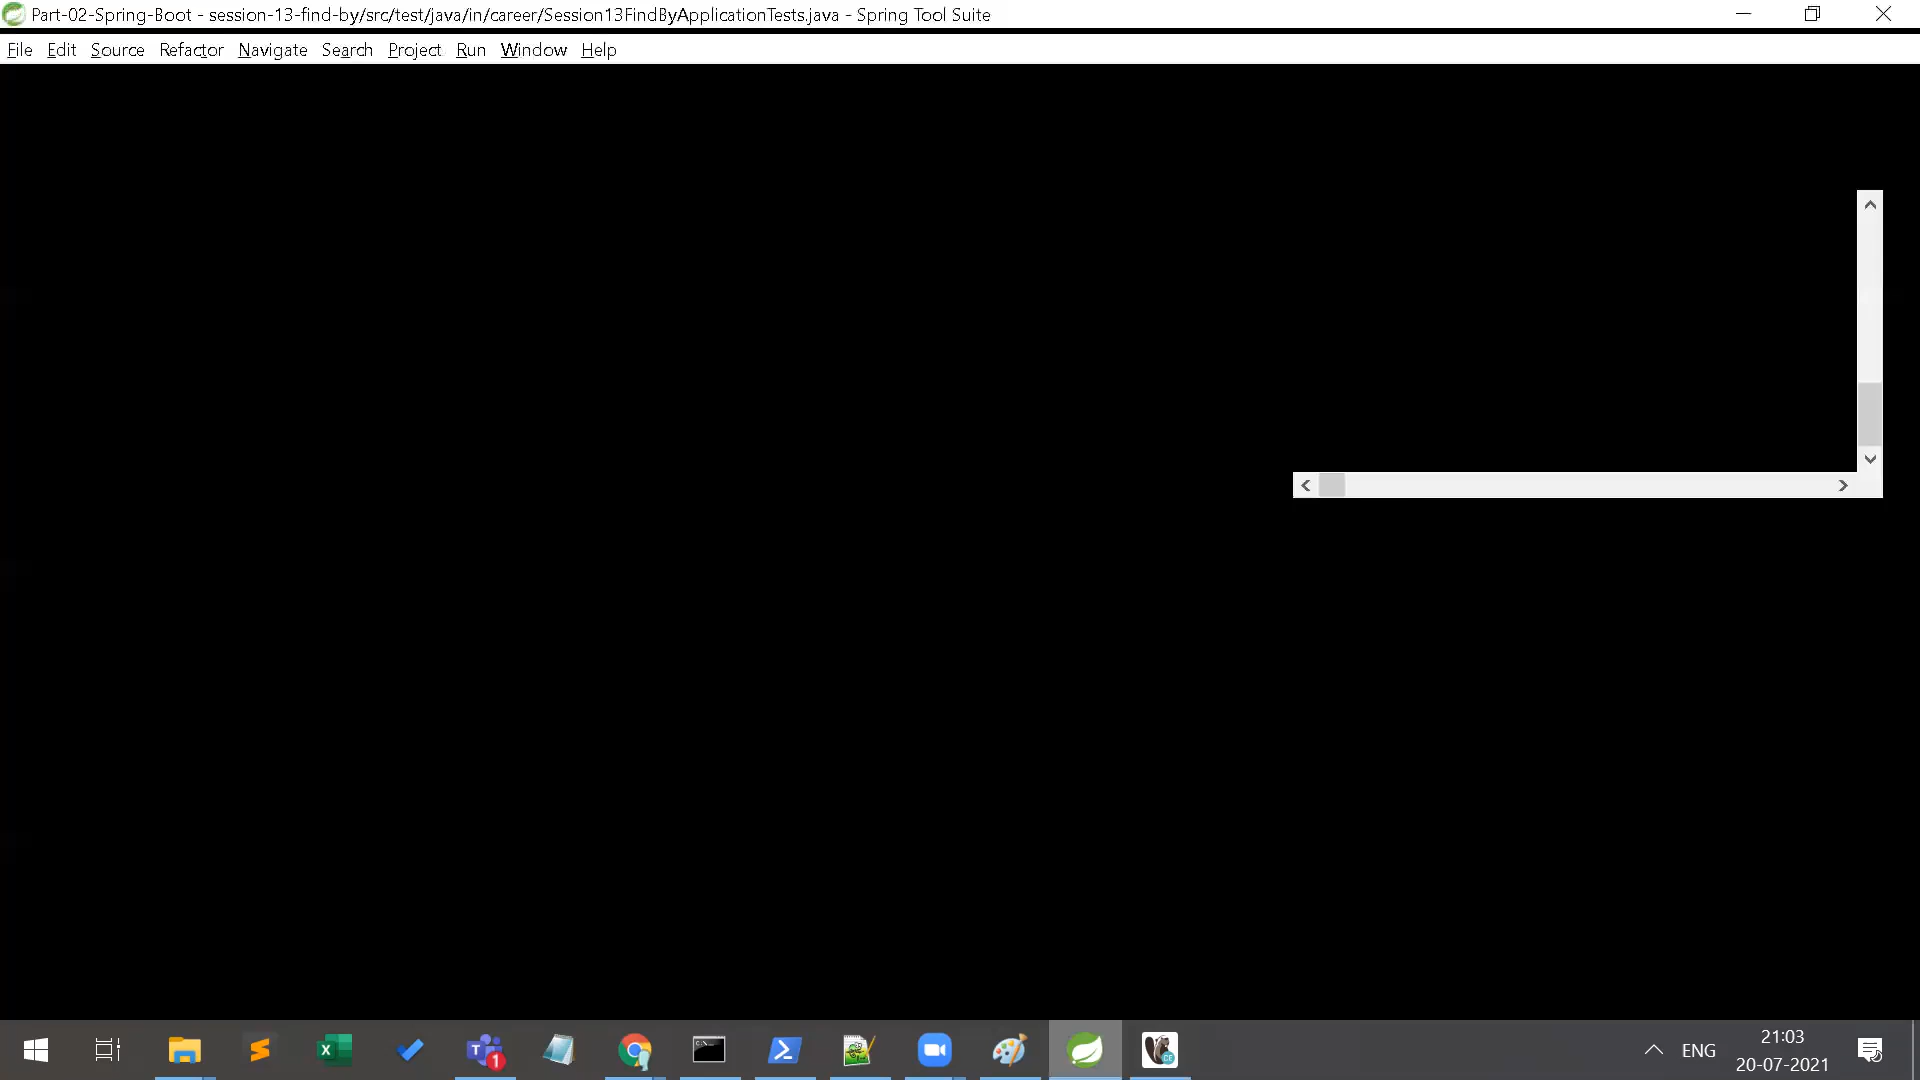 Part-02-Spring-Boot - session-13-find-by/src/test/java/in/career/Session13FindByApplicationTests.java - Spring Tool Suite
File Edit Source Refactor Navigate Search Project Run Window Help
1
ENG
21:03
20-07-2021